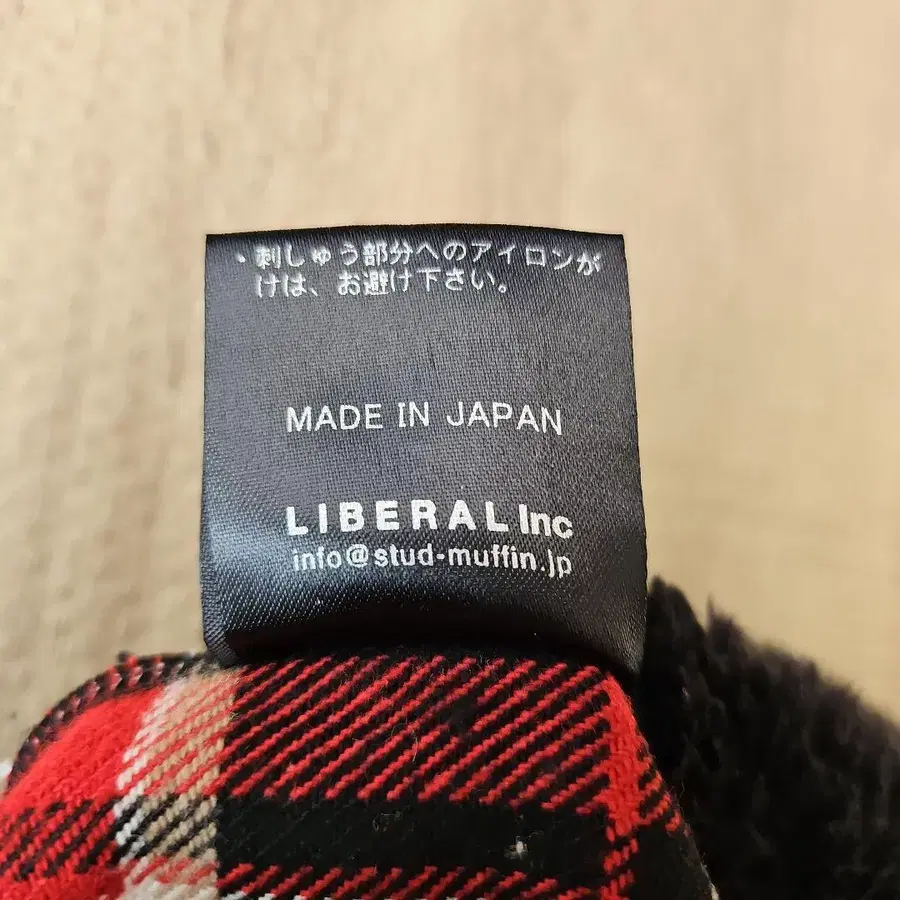 ・刺しゅう部分へのアイロンが
けは、お避け下さい。
MADE IN JAPAN
LIBERAL Inc
info@stud-muffin.jp